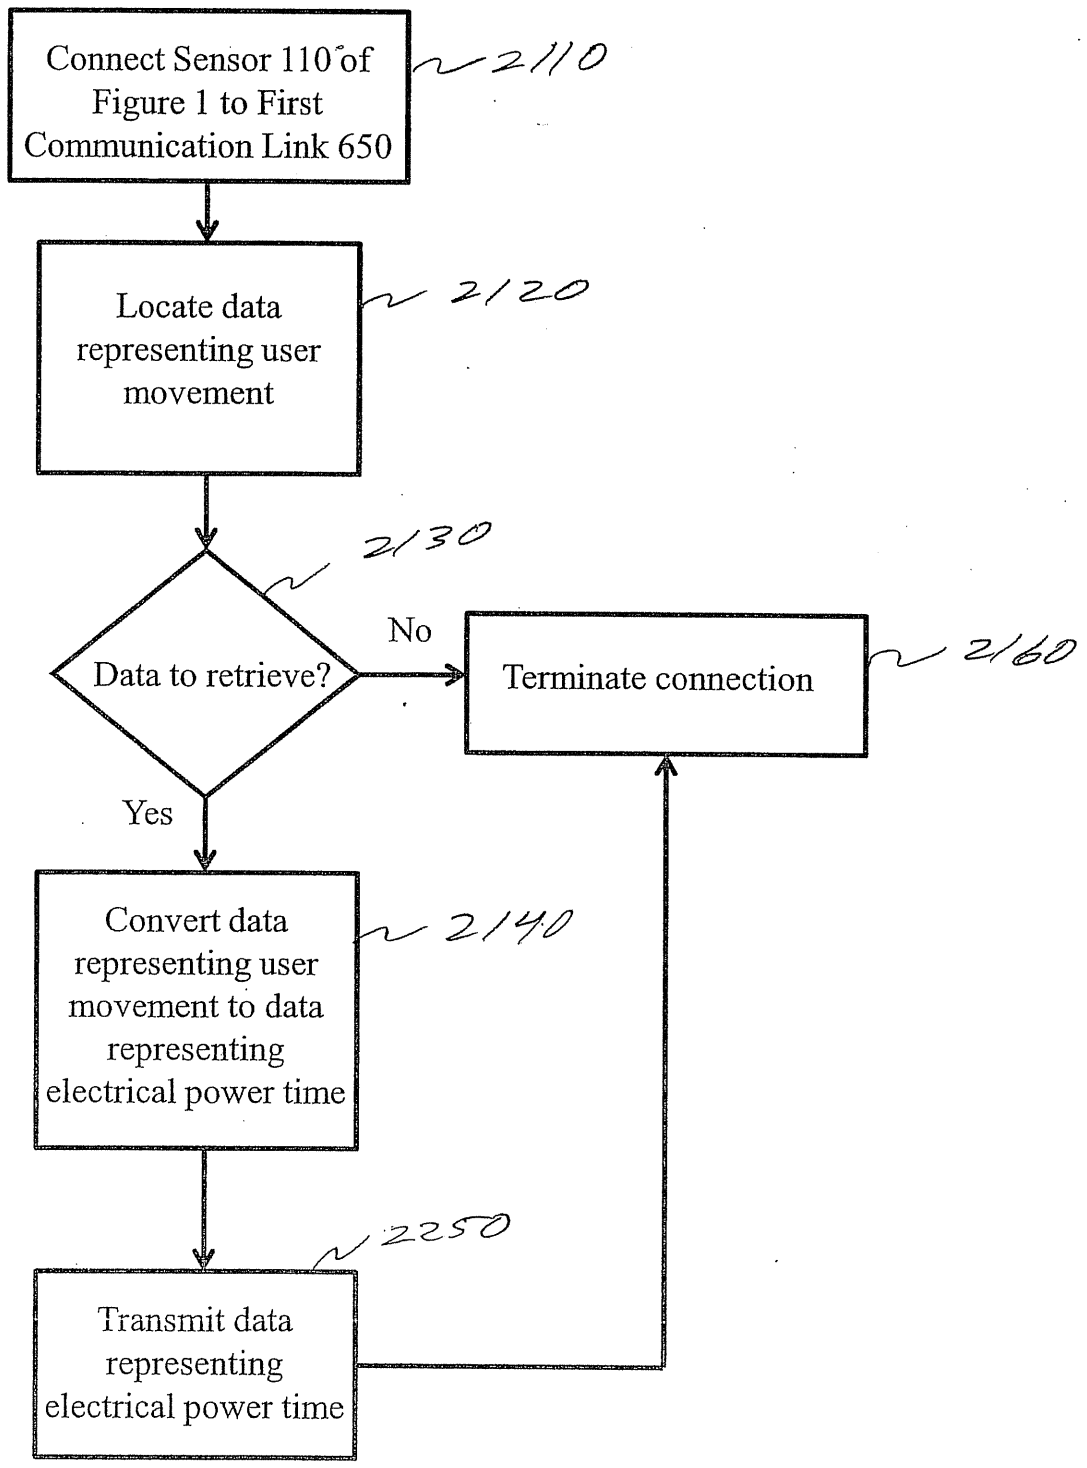 Connect Sensor 110 of
Figure 1 to First
Communication Link 650
2110
Locate data
representing user
movement
2120
2130
Data to retrieve?
No
Terminate connection
2160
Yes
Convert data
representing user
movement to data
representing
electrical power time
2140
2250
Transmit data
representing
electrical power time